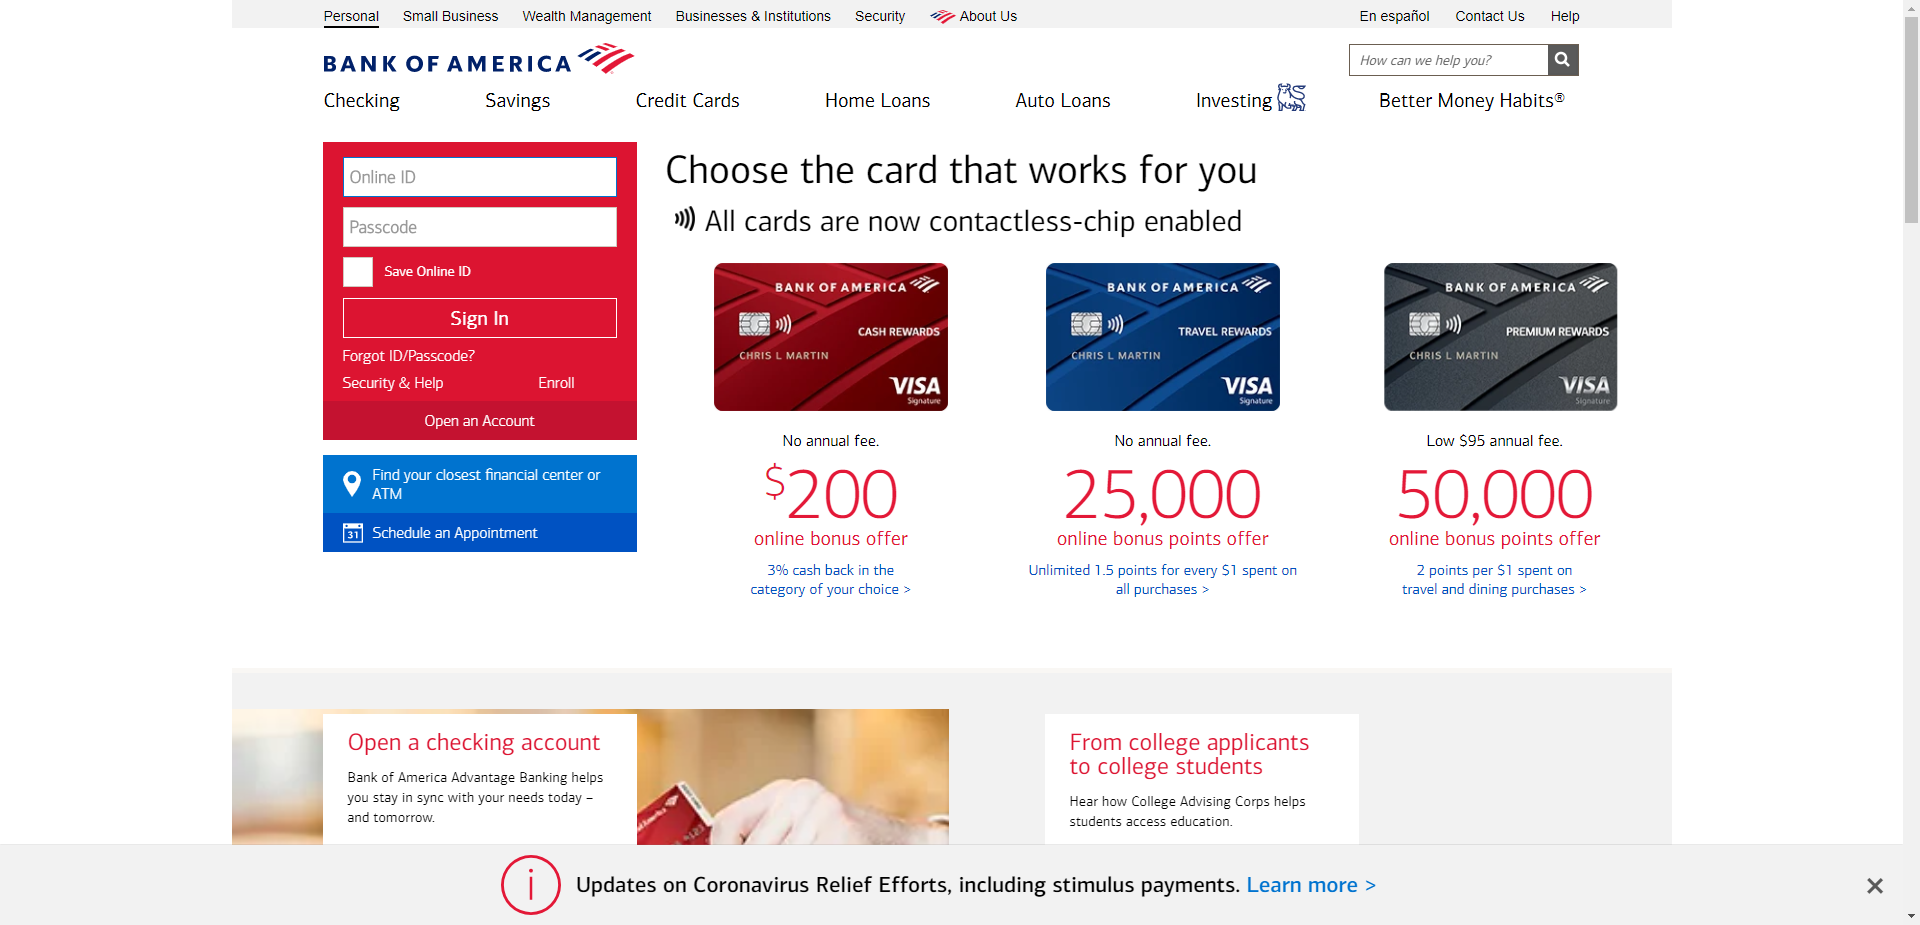 Personal
Small Business
Wealth Management
Businesses & Institutions
Security
About Us
En español
Contact Us
Help
BANK OF AMERICA
How can we help you?
Checking
Savings
Credit Cards
Home Loans
Auto Loans
Investing
Better Money Habits®
Online ID
Passcode
Save Online ID
Sign In
Forgot ID/Passcode?
Security & Help
Enroll
Open an Account
Find your closest financial center or
ATM
31
Schedule an Appointment
Choose the card that works for you
All cards are now contactless-chip enabled
BANK OF AMERICA
CASH REWARDS
CHRIS L MARTIN
VISA
Signature
No annual fee.
$200
online bonus offer
3% cash back in the
category of your choice >
BANK OF AMERICA
TRAVEL REWARDS
CHRIS L MARTIN
VISA
Signature
No annual fee.
25,000
online bonus points offer
Unlimited 1.5 points for every $1 spent on
all purchases >
BANK OF AMERICA
PREMIUM REWARDS
CHRIS L MARTIN
VISA
Signature
Low $95 annual fee.
50,000
online bonus points offer
2 points per $1 spent on
travel and dining purchases >
Open a checking account
Bank of America Advantage Banking helps
you stay in sync with your needs today –
and tomorrow.
From college applicants
to college students
Hear how College Advising Corps helps
students access education.
Updates on Coronavirus Relief Efforts, including stimulus payments. Learn more >